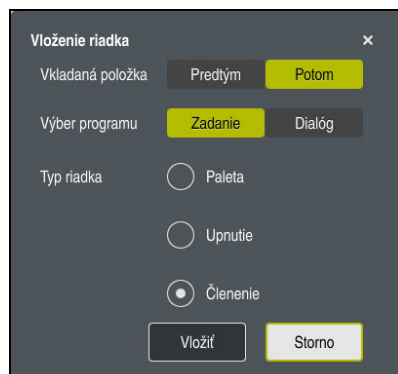 Vloženie riadka ×
Vkladaná položka Predtým Potom
Výber programu Zadanie Dialóg
Typ riadka Paleta
Upnutie
Členenie
Vložiť Storno